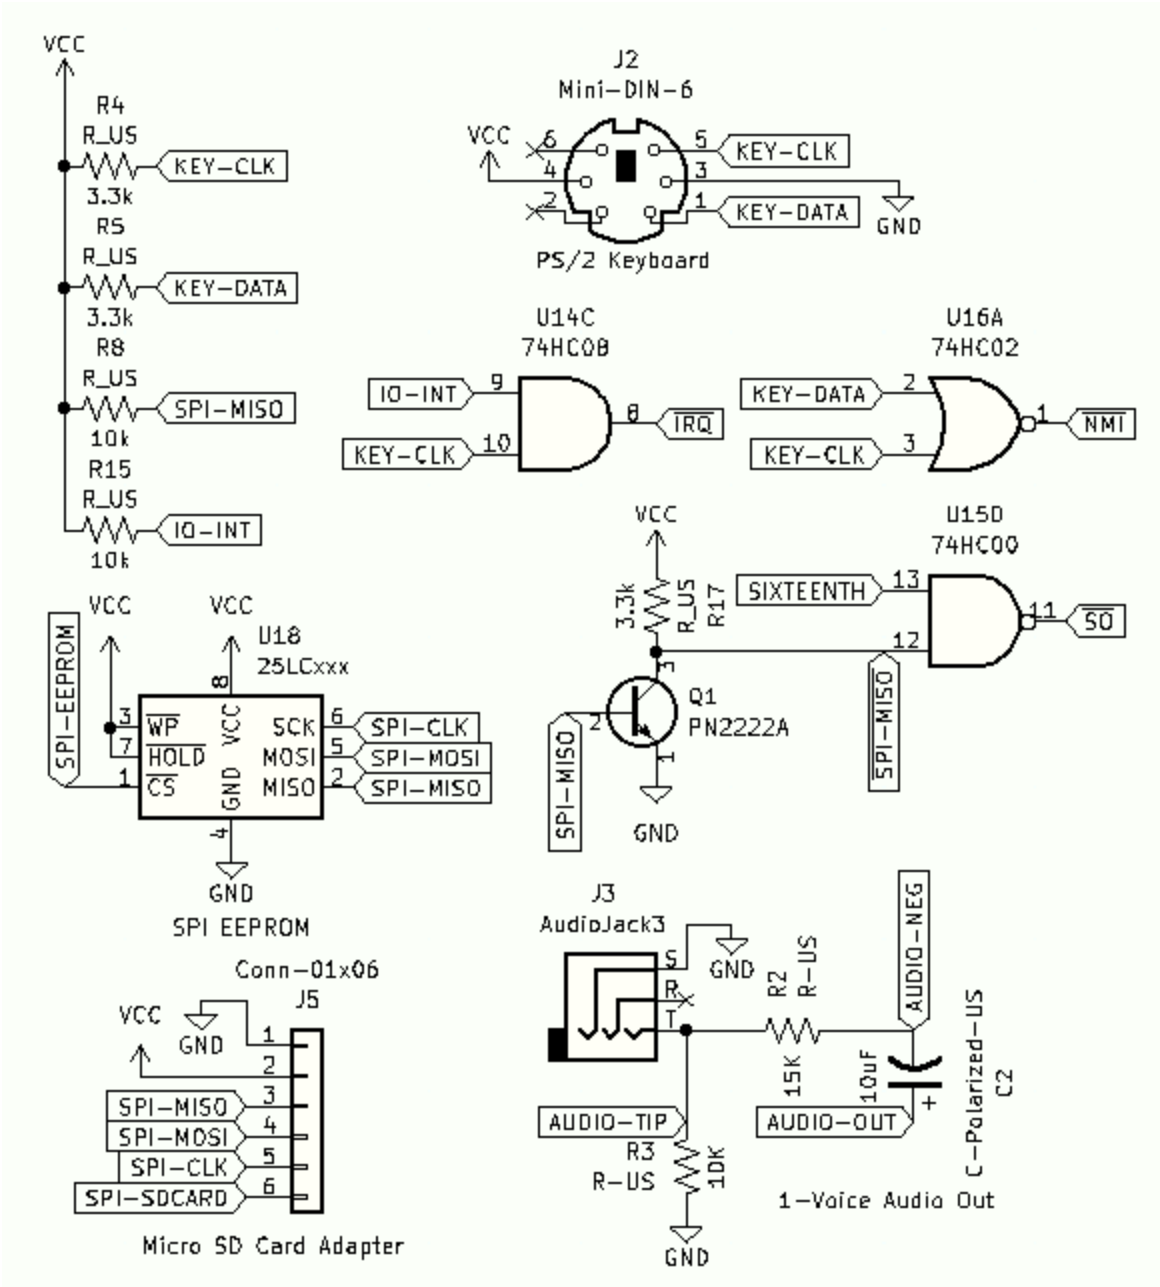 VCC
R4
R_US
KEY-CLK
3.3k
R5
R_US
KEY-DATA
3.3k
R8
R_US
SPI-MISO
10k
R15
R_US
IO-INT
10k
J2
Mini-DIN-6
VCC
6
5
KEY-CLK
4
3
2
1
KEY-DATA
GND
PS/2 Keyboard
U14C
74HC08
IO-INT
9
8
IRQ
KEY-CLK
10
U16A
74HC02
KEY-DATA
2
1
NMI
KEY-CLK
3
VCC
3.3k
R_US
R17
3
Q1
PN2222A
2
1
SPI-MISO
GND
U15D
74HC00
SIXTEENTH
13
11
SO
12
SPI-MISO
VCC
VCC
U18
25LCxxx
SPI-EEPROM
8
3
WP
VCC
SCK
6
SPI-CLK
7
HOLD
MOSI
5
SPI-MOSI
1
CS
GND
MISO
2
SPI-MISO
4
GND
SPI EEPROM
Conn-01x06
J5
VCC
GND
1
2
SPI-MISO
3
SPI-MOSI
4
SPI-CLK
5
SPI-SDCARD
6
Micro SD Card Adapter
J3
AudioJack3
S
R
T
GND
R2
R-US
15K
AUDIO-NEG
10uF
+
C-Polarized-US
C2
AUDIO-TIP
AUDIO-OUT
R3
R-US
10K
GND
1-Voice Audio Out